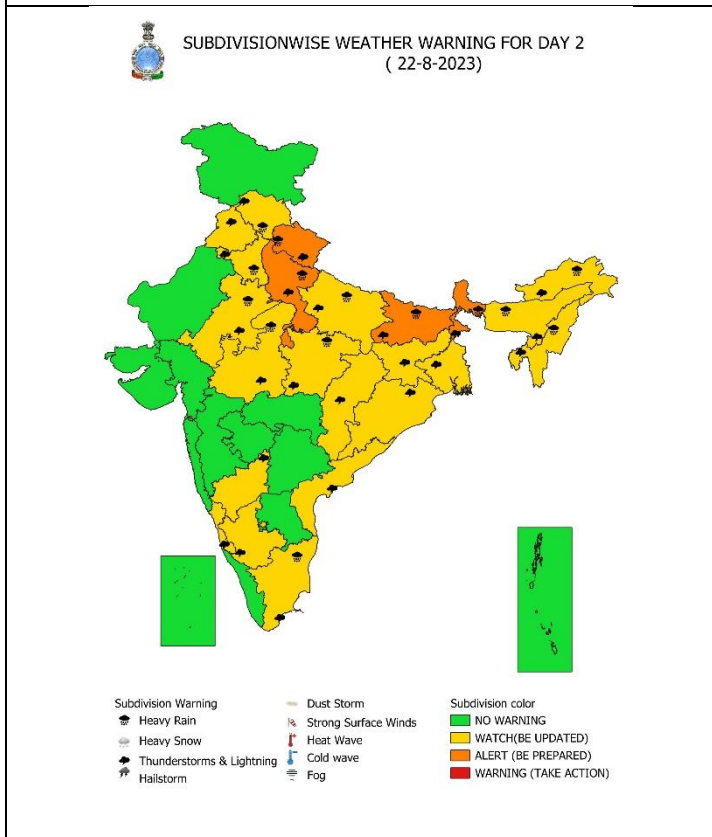 SUBDIVISIONWISE WEATHER WARNING FOR DAY 2
( 22-8-2023)
Subdivision Warning
Heavy Rain
Heavy Snow
Thunderstorms & Lightning
Hailstorm
Dust Storm
Strong Surface Winds
Heat Wave
Cold wave
Fog
Subdivision color
NO WARNING
WATCH(BE UPDATED)
ALERT (BE PREPARED)
WARNING (TAKE ACTION)